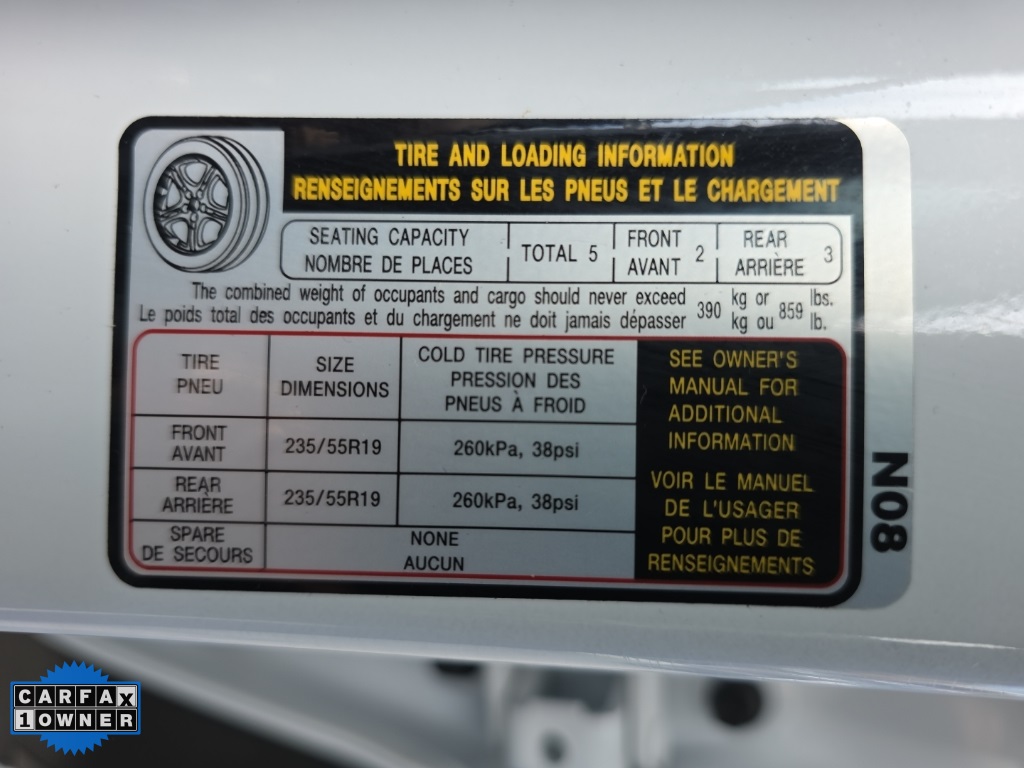 TIRE AND LOADING INFORMATION
RENSEIGNEMENTS SUR LES PNEUS ET LE CHARGEMENT
SEATING CAPACITY
NOMBRE DE PLACES
TOTAL 5
FRONT
AVANT
2
REAR
ARRIÈRE
3
The combined weight of occupants and cargo should never exceed
Le poids total des occupants et du chargement ne doit jamais dépasser
390
kg or
kg ou
859
lbs.
lb.
TIRE
PNEU
SIZE
DIMENSIONS
COLD TIRE PRESSURE
PRESSION DES
PNEUS À FROID
FRONT
AVANT
235/55R19
260kPa, 38psi
REAR
ARRIÈRE
235/55R19
260kPa, 38psi
SPARE
DE SECOURS
NONE
AUCUN
SEE OWNER'S
MANUAL FOR
ADDITIONAL
INFORMATION
VOIR LE MANUEL
DE L'USAGER
POUR PLUS DE
RENSEIGNEMENTS
N08
CARFAX
1 OWNER